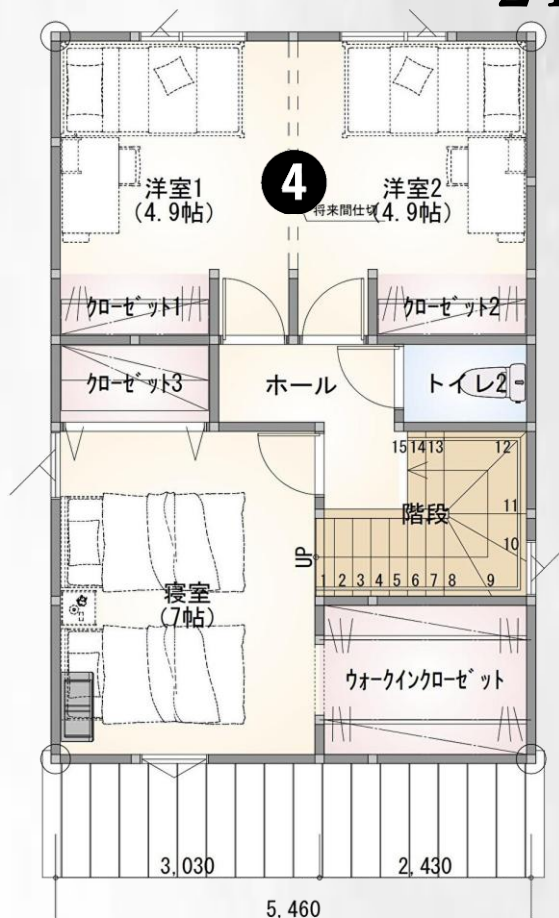 洋室1
(4.9帖)
4
洋室2
(4.9帖)
将来間仕切
クローゼット1
クローゼット2
クローゼット3
ホール
トイレ2
15 14 13 12
階段
11
10
UP
1 2 3 4 5 6 7 8 9
寝室
(7帖)
ウォークインクローゼット
3,030
2,430
5,460